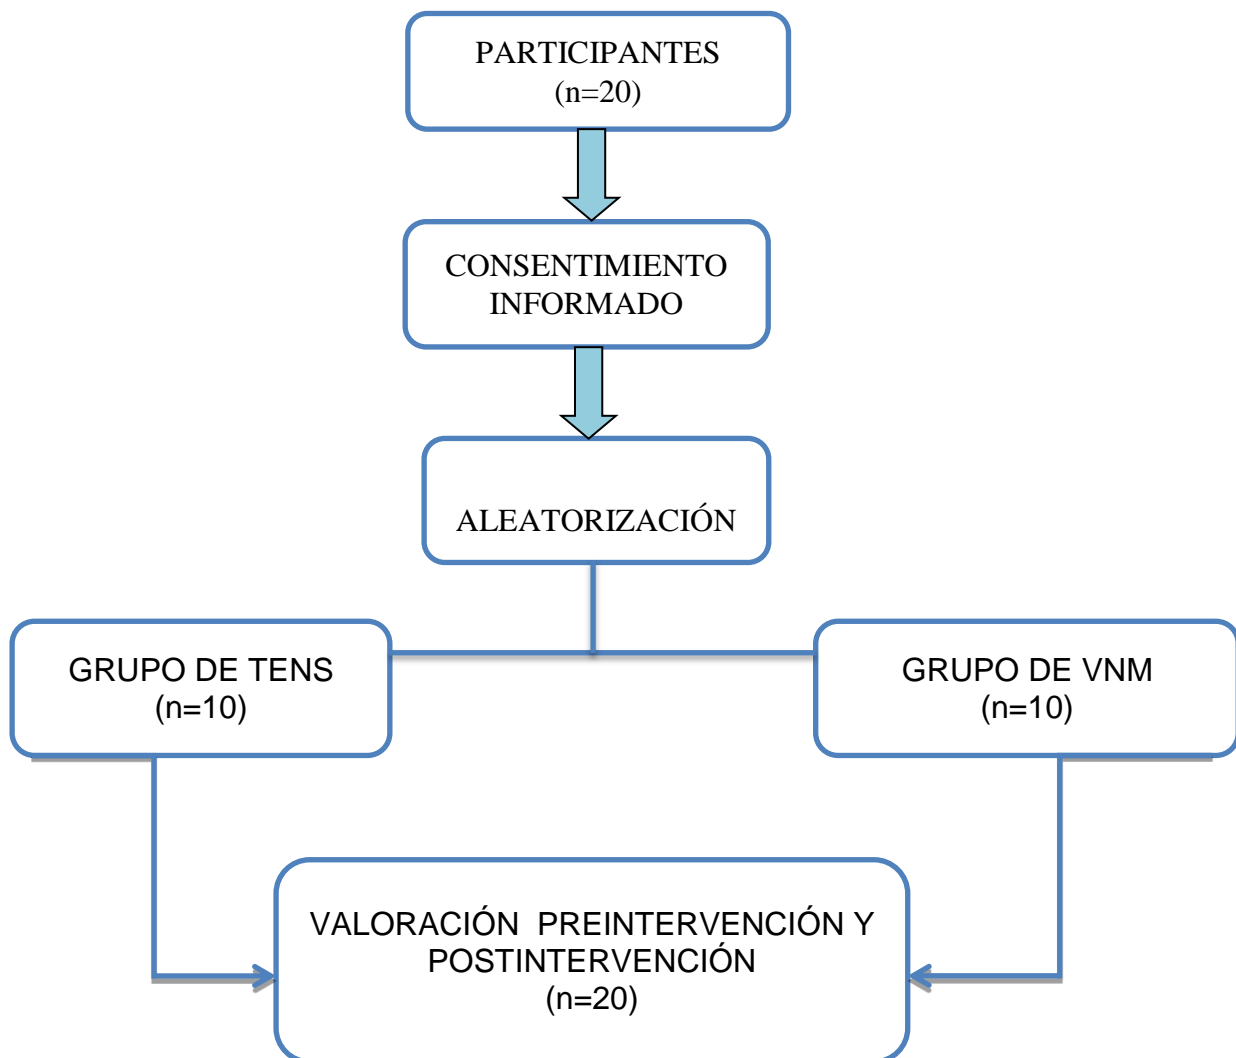 PARTICIPANTES
(n=20)
CONSENTIMIENTO
INFORMADO
ALEATORIZACIÓN
GRUPO DE TENS
(n=10)
GRUPO DE VNM
(n=10)
VALORACIÓN  PREINTERVENCIÓN Y
POSTINTERVENCIÓN
(n=20)